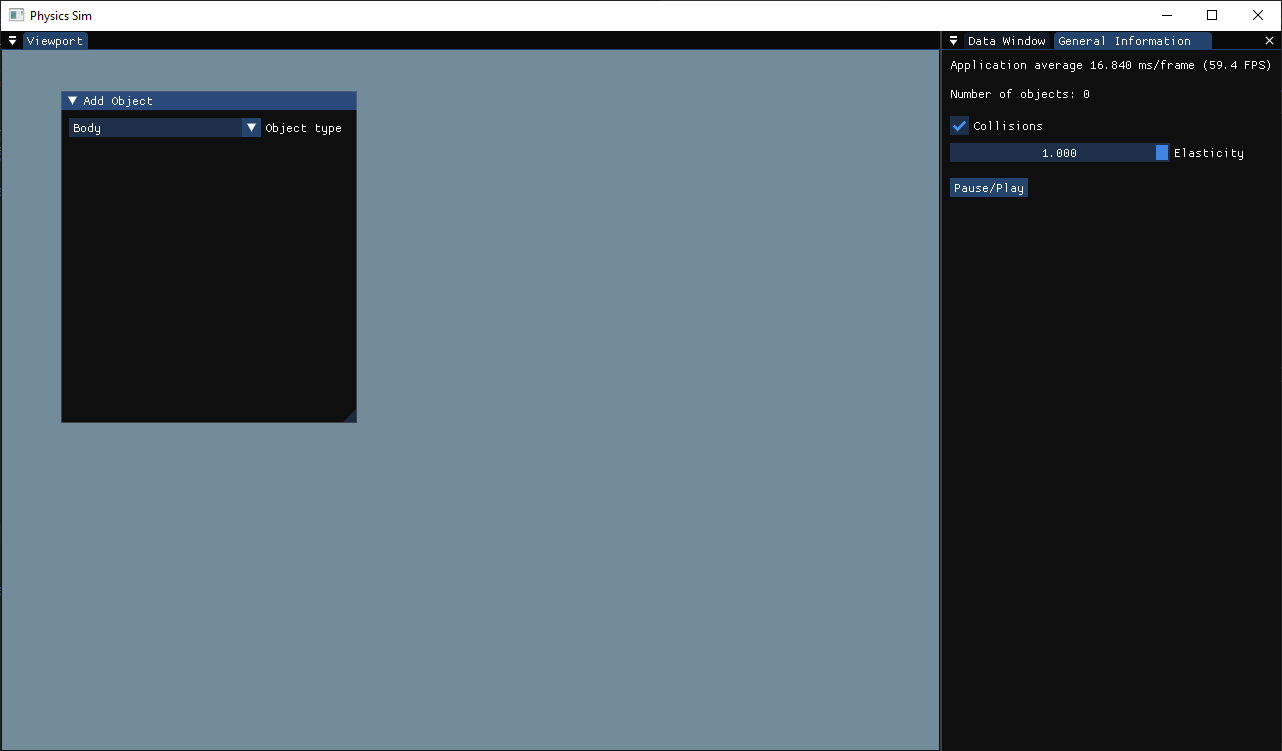 Physics Sim
Viewport
Data Window General Information
Application average 16.840 ms/frame (59.4 FPS)
Number of objects: 0
Collisions
1.000 Elasticity
Pause/Play
Add Object
Body Object type